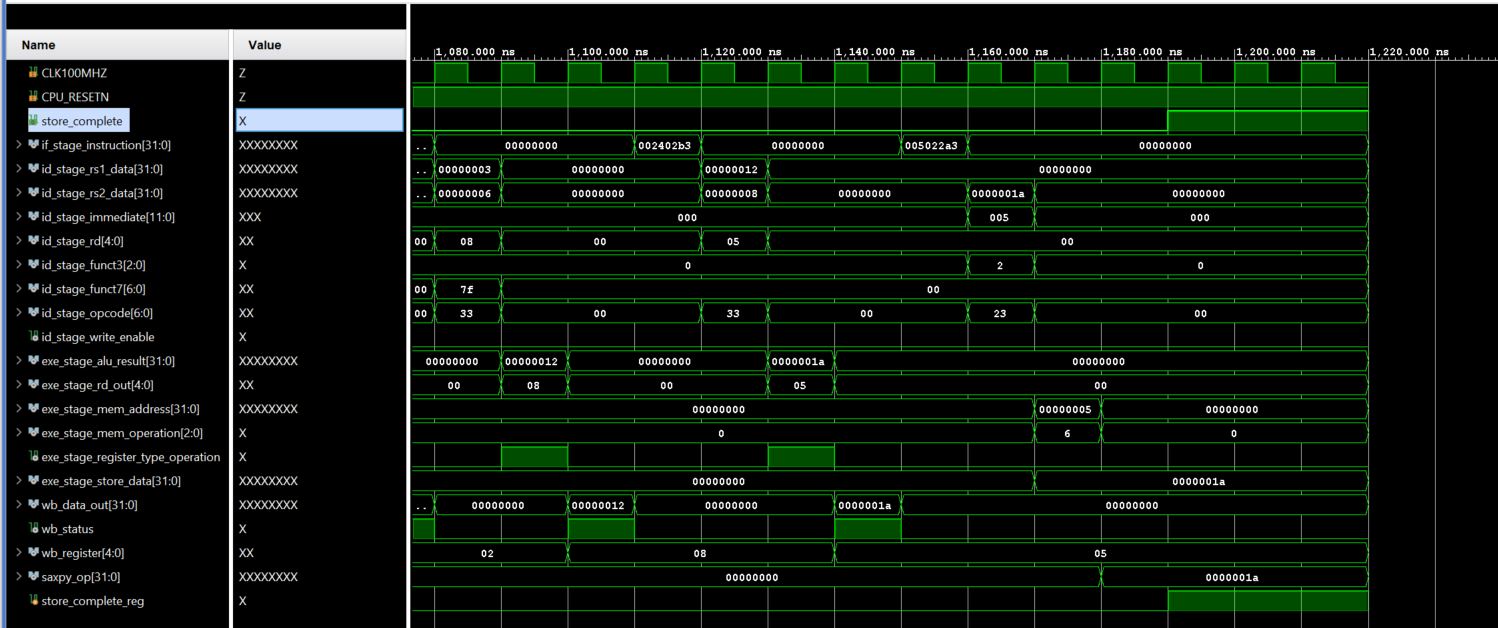 Name Value
1,080.000 ns 1,100.000 ns 1,120.000 ns 1,140.000 ns 1,160.000 ns 1,180.000 ns 1,200.000 ns 1,220.000 ns
CLK100MHZ Z
CPU_RESETN Z
store_complete X
if_stage_instruction[31:0] XXXXXXXX .. 00000000 002402b3 00000000 005022a3 00000000
id_stage_rs1_data[31:0] XXXXXXXX .. 00000003 00000000 00000012 00000000
id_stage_rs2_data[31:0] XXXXXXXX .. 00000006 00000000 00000008 00000000 0000001a 00000000
id_stage_immediate[11:0] XXX 000 005 000
id_stage_rd[4:0] XX 00 08 00 05 00
id_stage_funct3[2:0] X 0 2 0
id_stage_funct7[6:0] XX 00 7f 00
id_stage_opcode[6:0] XX 00 33 00 33 00 23 00
id_stage_write_enable X
exe_stage_alu_result[31:0] XXXXXXXX 00000000 00000012 00000000 0000001a 00000000
exe_stage_rd_out[4:0] XX 00 08 00 05 00
exe_stage_mem_address[31:0] XXXXXXXX 00000000 00000005 00000000
exe_stage_mem_operation[2:0] X 0 6 0
exe_stage_register_type_operation X
exe_stage_store_data[31:0] XXXXXXXX 00000000 0000001a
wb_data_out[31:0] XXXXXXXX .. 00000000 00000012 00000000 0000001a 00000000
wb_status X
wb_register[4:0] XX 02 08 05
saxpy_op[31:0] XXXXXXXX 00000000 0000001a
store_complete_reg X